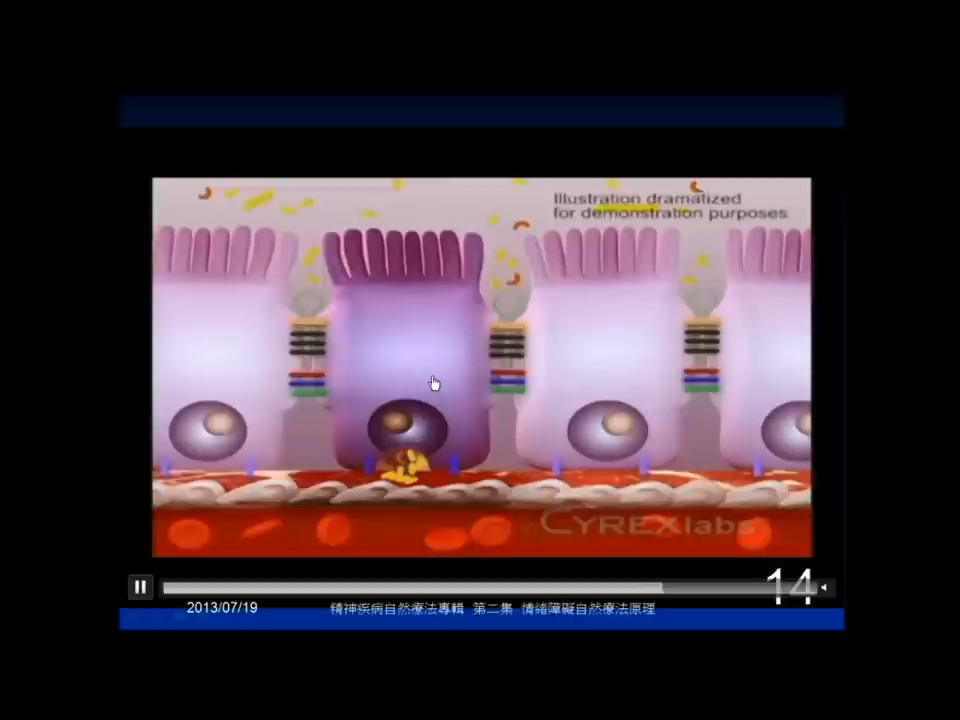 Illustration dramatized
for demonstration purposes
CYREXlabs
14
2013/07/19
精神疾病自然療法專輯 第二集 情緒障礙自然療法原理